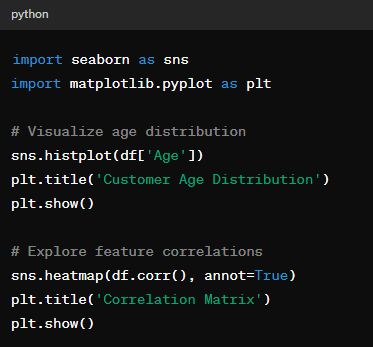 python
import seaborn as sns
import matplotlib.pyplot as plt
# Visualize age distribution
sns.histplot(df['Age'])
plt.title('Customer Age Distribution')
plt.show()
# Explore feature correlations
sns.heatmap(df.corr(), annot=True)
plt.title('Correlation Matrix')
plt.show()